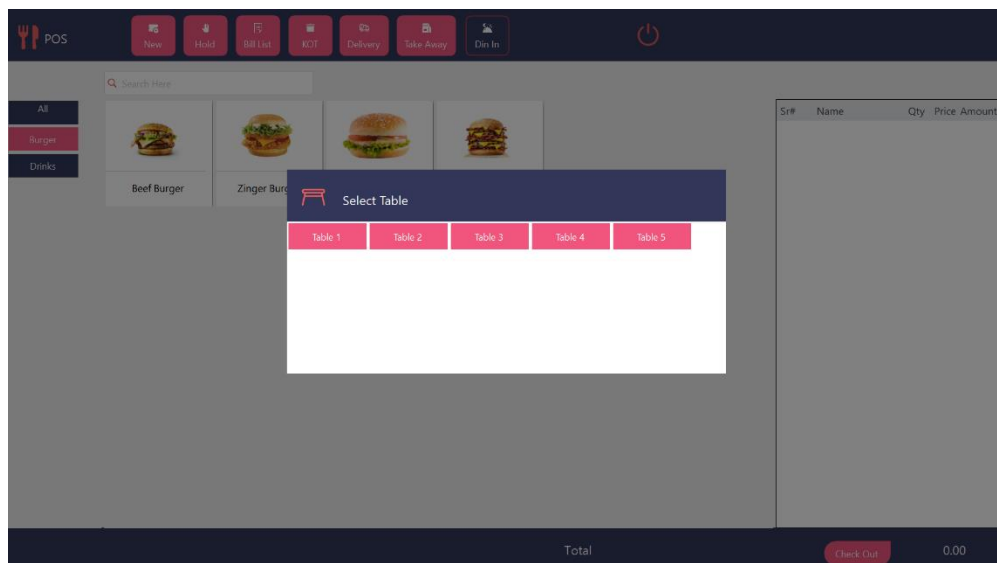 POS
New
Hold
Bill List
KOT
Delivery
Take Away
Din In
Search Here
All
Burger
Drinks
Beef Burger
Zinger
Select Table
Table 1
Table 2
Table 3
Table 4
Table 5
Sr# Name Qty Price Amount
Total
Check Out
0.00